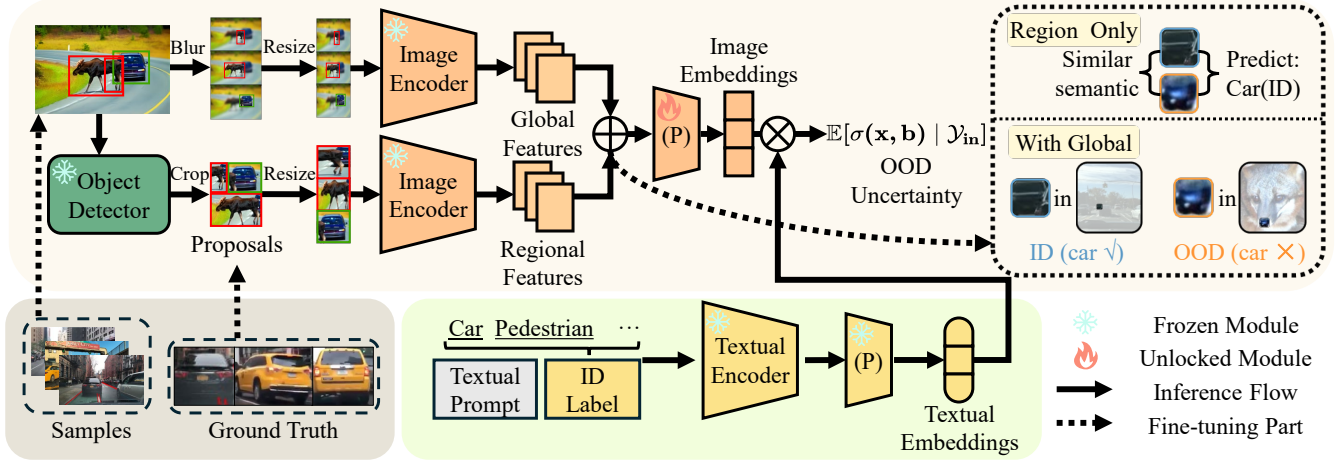 Blur
Resize
Image
Encoder
Global
Features
Object
Detector
Crop
Resize
Proposals
Image
Encoder
Regional
Features
(P)
Image
Embeddings
𝔼[σ(x, b) | 𝒴in]
OOD
Uncertainty
Region Only
Similar
semantic
Predict:
Car(ID)
With Global
in
in
ID (car √)
OOD (car ×)
Samples
Ground Truth
Car Pedestrian ⋯
Textual
Prompt
ID
Label
Textual
Encoder
(P)
Textual
Embeddings
Frozen Module
Unlocked Module
Inference Flow
Fine-tuning Part